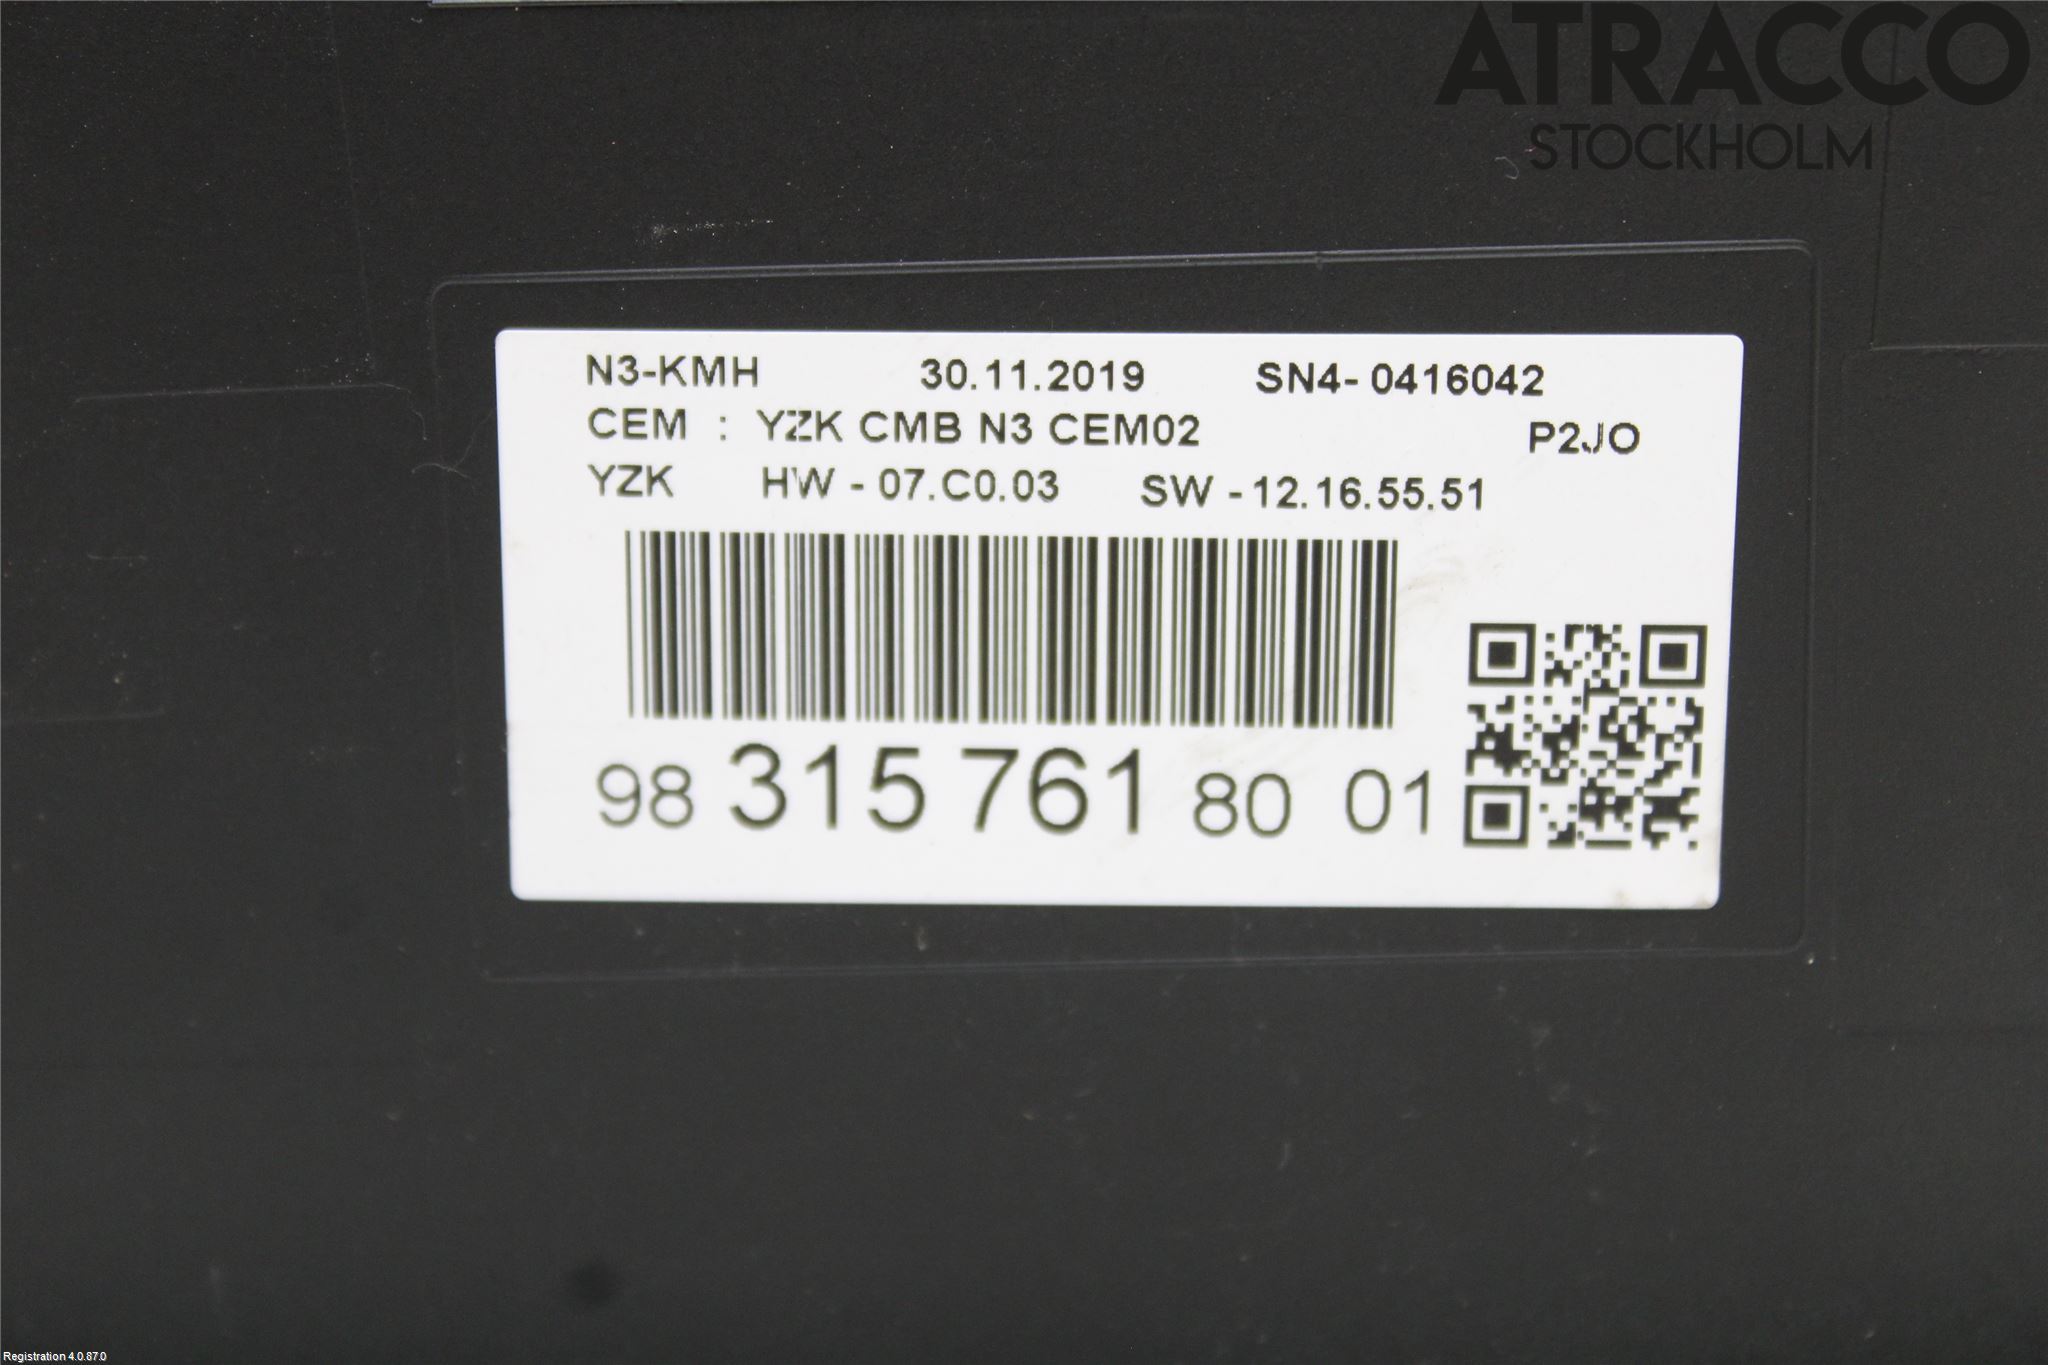 ATRACCO
STOCKHOLM
N3-KMH 30.11.2019 SN4- 0416042
CEM : YZK CMB N3 CEM02 P2JO
YZK HW - 07.C0.03 SW - 12.16.55.51
98 315 761 80 01
Registration 4.0.87.0